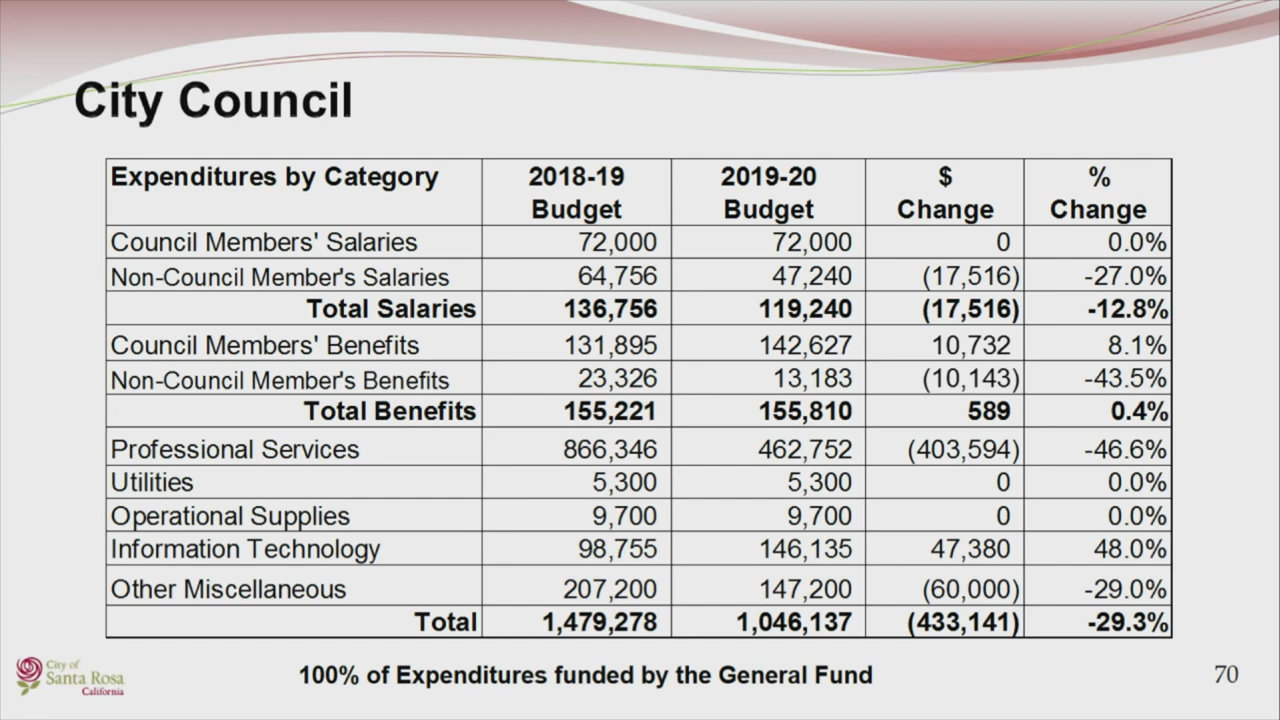 City Council
Expenditures by Category 2018-19 Budget 2019-20 Budget $ Change % Change
Council Members' Salaries 72,000 72,000 0 0.0%
Non-Council Member's Salaries 64,756 47,240 (17,516) -27.0%
Total Salaries 136,756 119,240 (17,516) -12.8%
Council Members' Benefits 131,895 142,627 10,732 8.1%
Non-Council Member's Benefits 23,326 13,183 (10,143) -43.5%
Total Benefits 155,221 155,810 589 0.4%
Professional Services 866,346 462,752 (403,594) -46.6%
Utilities 5,300 5,300 0 0.0%
Operational Supplies 9,700 9,700 0 0.0%
Information Technology 98,755 146,135 47,380 48.0%
Other Miscellaneous 207,200 147,200 (60,000) -29.0%
Total 1,479,278 1,046,137 (433,141) -29.3%
City of
Santa Rosa
California
100% of Expenditures funded by the General Fund
70